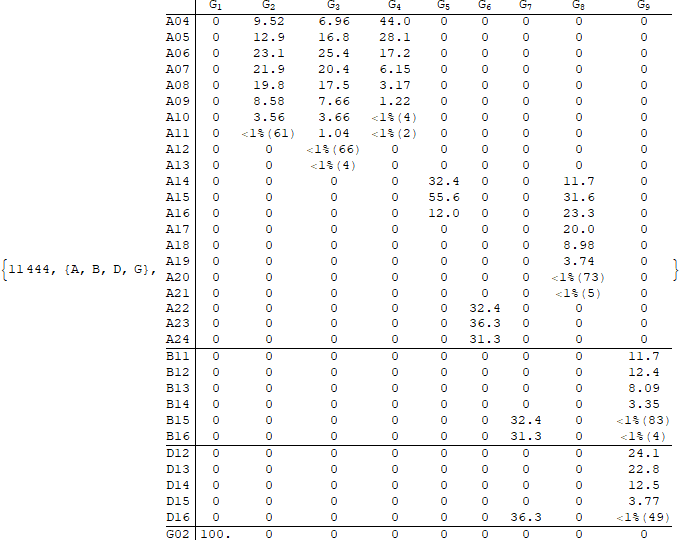 G₁ G₂ G₃ G₄ G₅ G₆ G₇ G₈ G₉
A04 0 9.52 6.96 44.0 0 0 0 0 0
A05 0 12.9 16.8 28.1 0 0 0 0 0
A06 0 23.1 25.4 17.2 0 0 0 0 0
A07 0 21.9 20.4 6.15 0 0 0 0 0
A08 0 19.8 17.5 3.17 0 0 0 0 0
A09 0 8.58 7.66 1.22 0 0 0 0 0
A10 0 3.56 3.66 <1%(4) 0 0 0 0 0
A11 0 <1%(61) 1.04 <1%(2) 0 0 0 0 0
A12 0 0 <1%(66) 0 0 0 0 0 0
A13 0 0 <1%(4) 0 0 0 0 0 0
A14 0 0 0 0 32.4 0 0 11.7 0
A15 0 0 0 0 55.6 0 0 31.6 0
A16 0 0 0 0 12.0 0 0 23.3 0
A17 0 0 0 0 0 0 0 20.0 0
A18 0 0 0 0 0 0 0 8.98 0
A19 0 0 0 0 0 0 0 3.74 0
{11444, {A, B, D, G}, A20 0 0 0 0 0 0 0 <1%(73) 0 }
A21 0 0 0 0 0 0 0 <1%(5) 0
A22 0 0 0 0 0 32.4 0 0 0
A23 0 0 0 0 0 36.3 0 0 0
A24 0 0 0 0 0 31.3 0 0 0
B11 0 0 0 0 0 0 0 0 11.7
B12 0 0 0 0 0 0 0 0 12.4
B13 0 0 0 0 0 0 0 0 8.09
B14 0 0 0 0 0 0 0 0 3.35
B15 0 0 0 0 0 0 32.4 0 <1%(83)
B16 0 0 0 0 0 0 31.3 0 <1%(4)
D12 0 0 0 0 0 0 0 0 24.1
D13 0 0 0 0 0 0 0 0 22.8
D14 0 0 0 0 0 0 0 0 12.5
D15 0 0 0 0 0 0 0 0 3.77
D16 0 0 0 0 0 0 36.3 0 <1%(49)
G02 100. 0 0 0 0 0 0 0 0